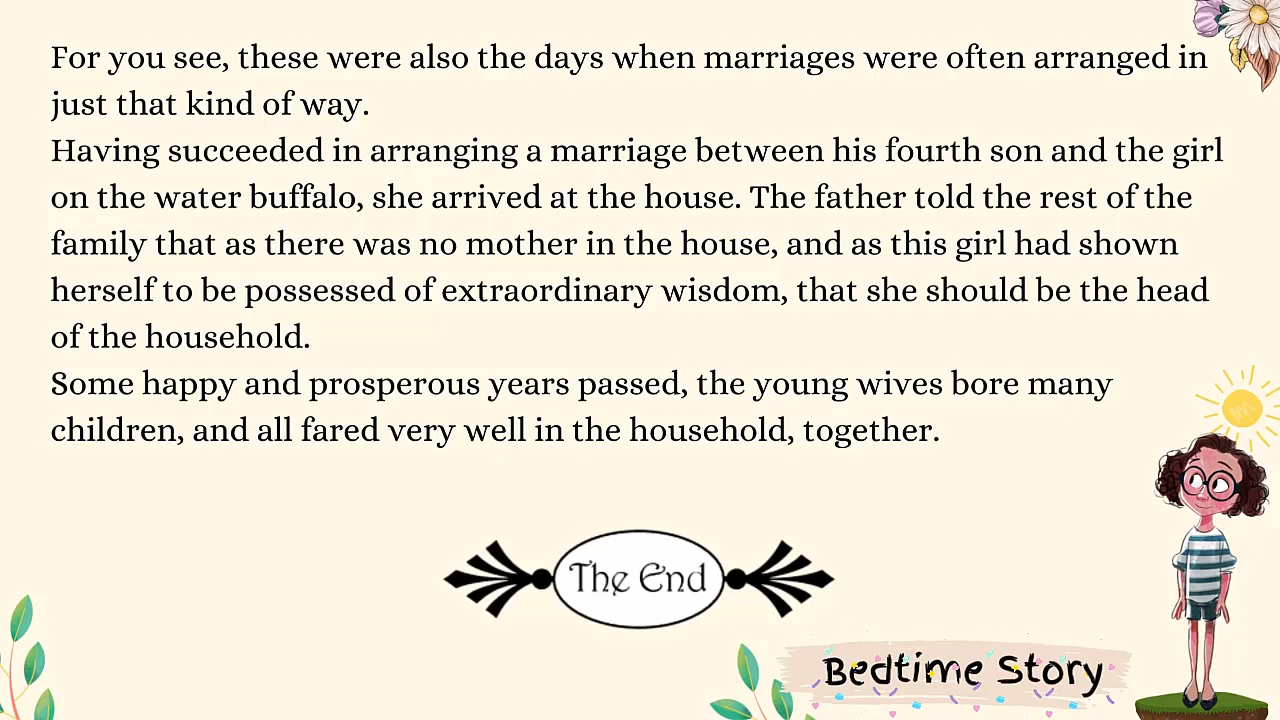 For you see, these were also the days when marriages were often arranged in
just that kind of way.
Having succeeded in arranging a marriage between his fourth son and the girl
on the water buffalo, she arrived at the house. The father told the rest of the
family that as there was no mother in the house, and as this girl had shown
herself to be possessed of extraordinary wisdom, that she should be the head
of the household.
Some happy and prosperous years passed, the young wives bore many
children, and all fared very well in the household, together.
The End
Bedtime Story